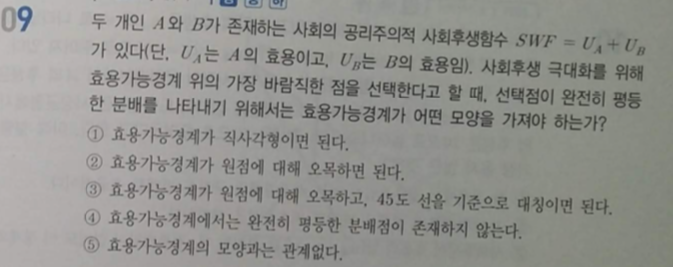 09
두 개인 A와 B가 존재하는 사회의 공리주의적 사회후생함수 SWF = U_A + U_B
가 있다(단, U_A는 A의 효용이고, U_B는 B의 효용임). 사회후생 극대화를 위해
효용가능경계 위의 가장 바람직한 점을 선택한다고 할 때, 선택점이 완전히 평등
한 분배를 나타내기 위해서는 효용가능경계가 어떤 모양을 가져야 하는가?
① 효용가능경계가 직사각형이면 된다.
② 효용가능경계가 원점에 대해 오목하면 된다.
③ 효용가능경계가 원점에 대해 오목하고, 45도 선을 기준으로 대칭이면 된다.
④ 효용가능경계에서는 완전히 평등한 분배점이 존재하지 않는다.
⑤ 효용가능경계의 모양과는 관계없다.